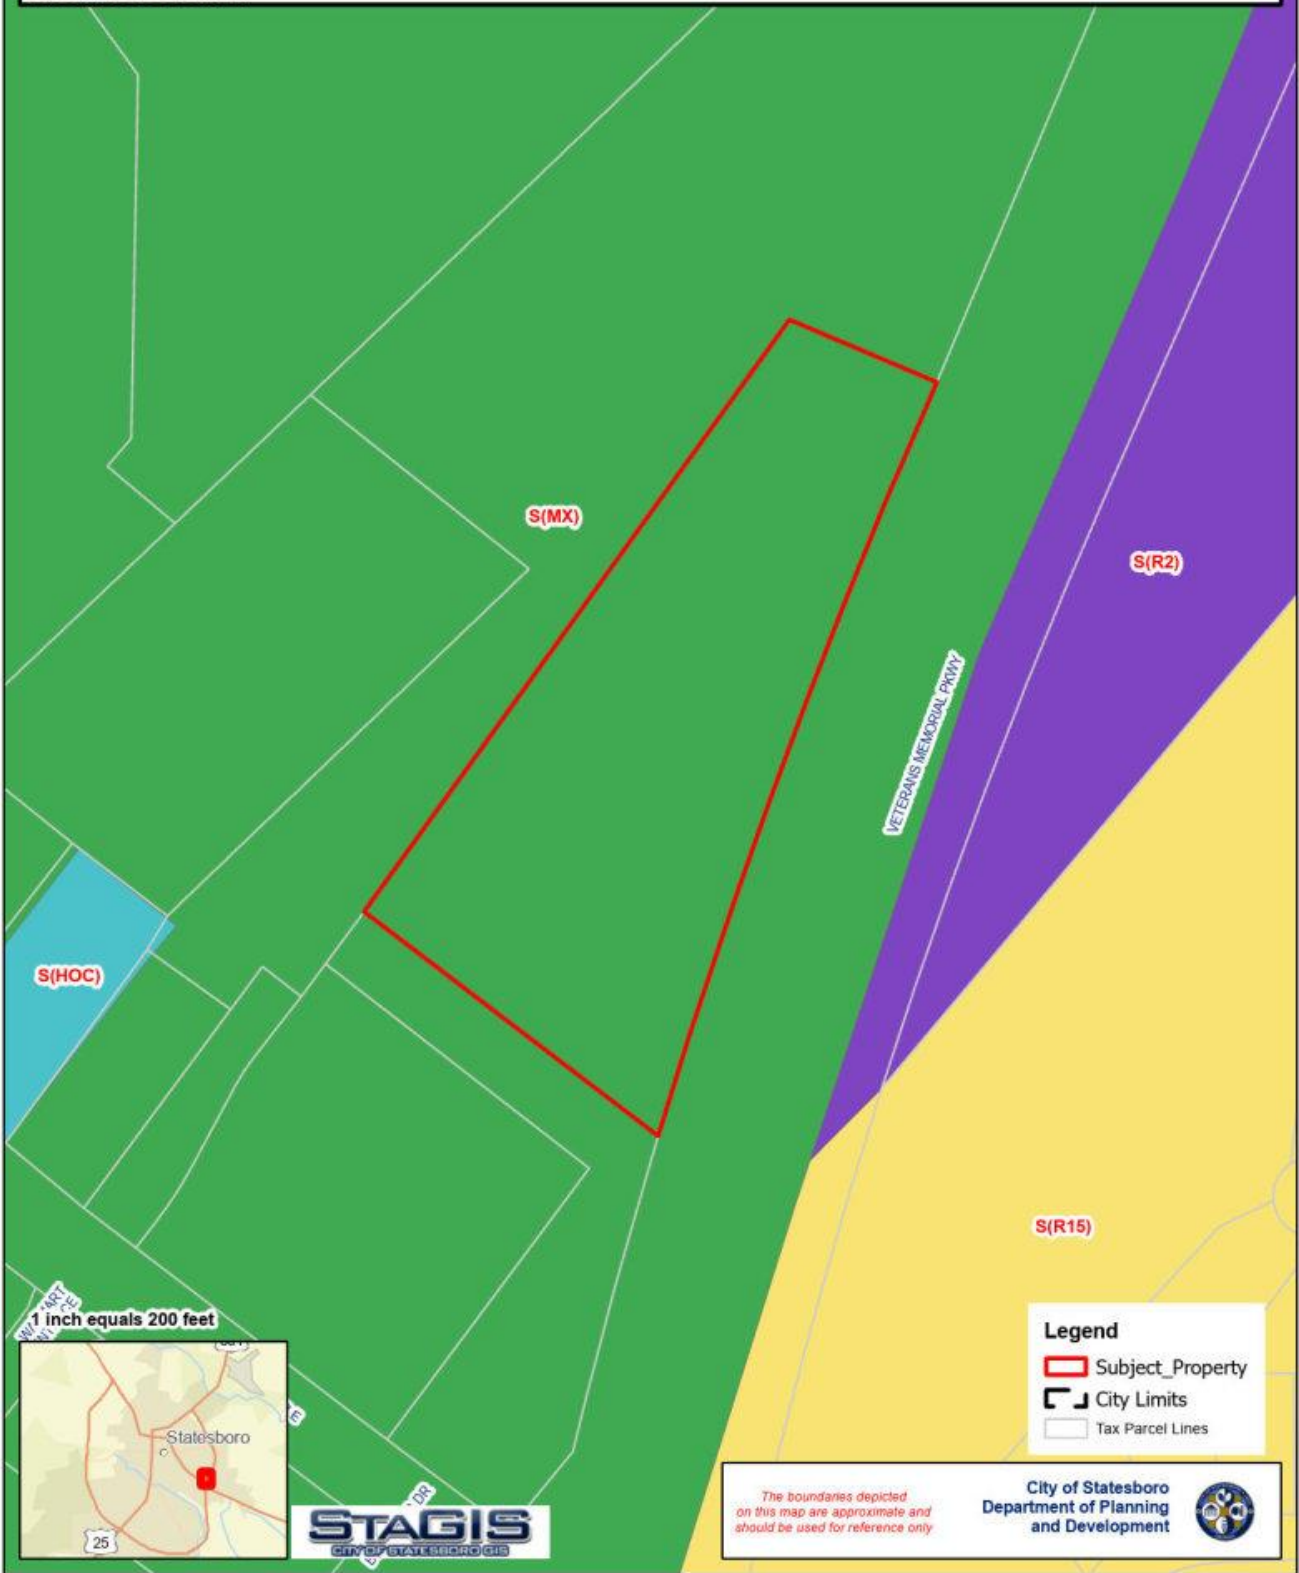 S(MX)
S(R2)
VETERANS MEMORIAL PKWY
S(HOC)
S(R15)
1 inch equals 200 feet
Statesboro
25
STAGIS
CITY OF STATESBORO GIS
DR
Legend
Subject_Property
City Limits
Tax Parcel Lines
The boundaries depicted
on this map are approximate and
should be used for reference only
City of Statesboro
Department of Planning
and Development